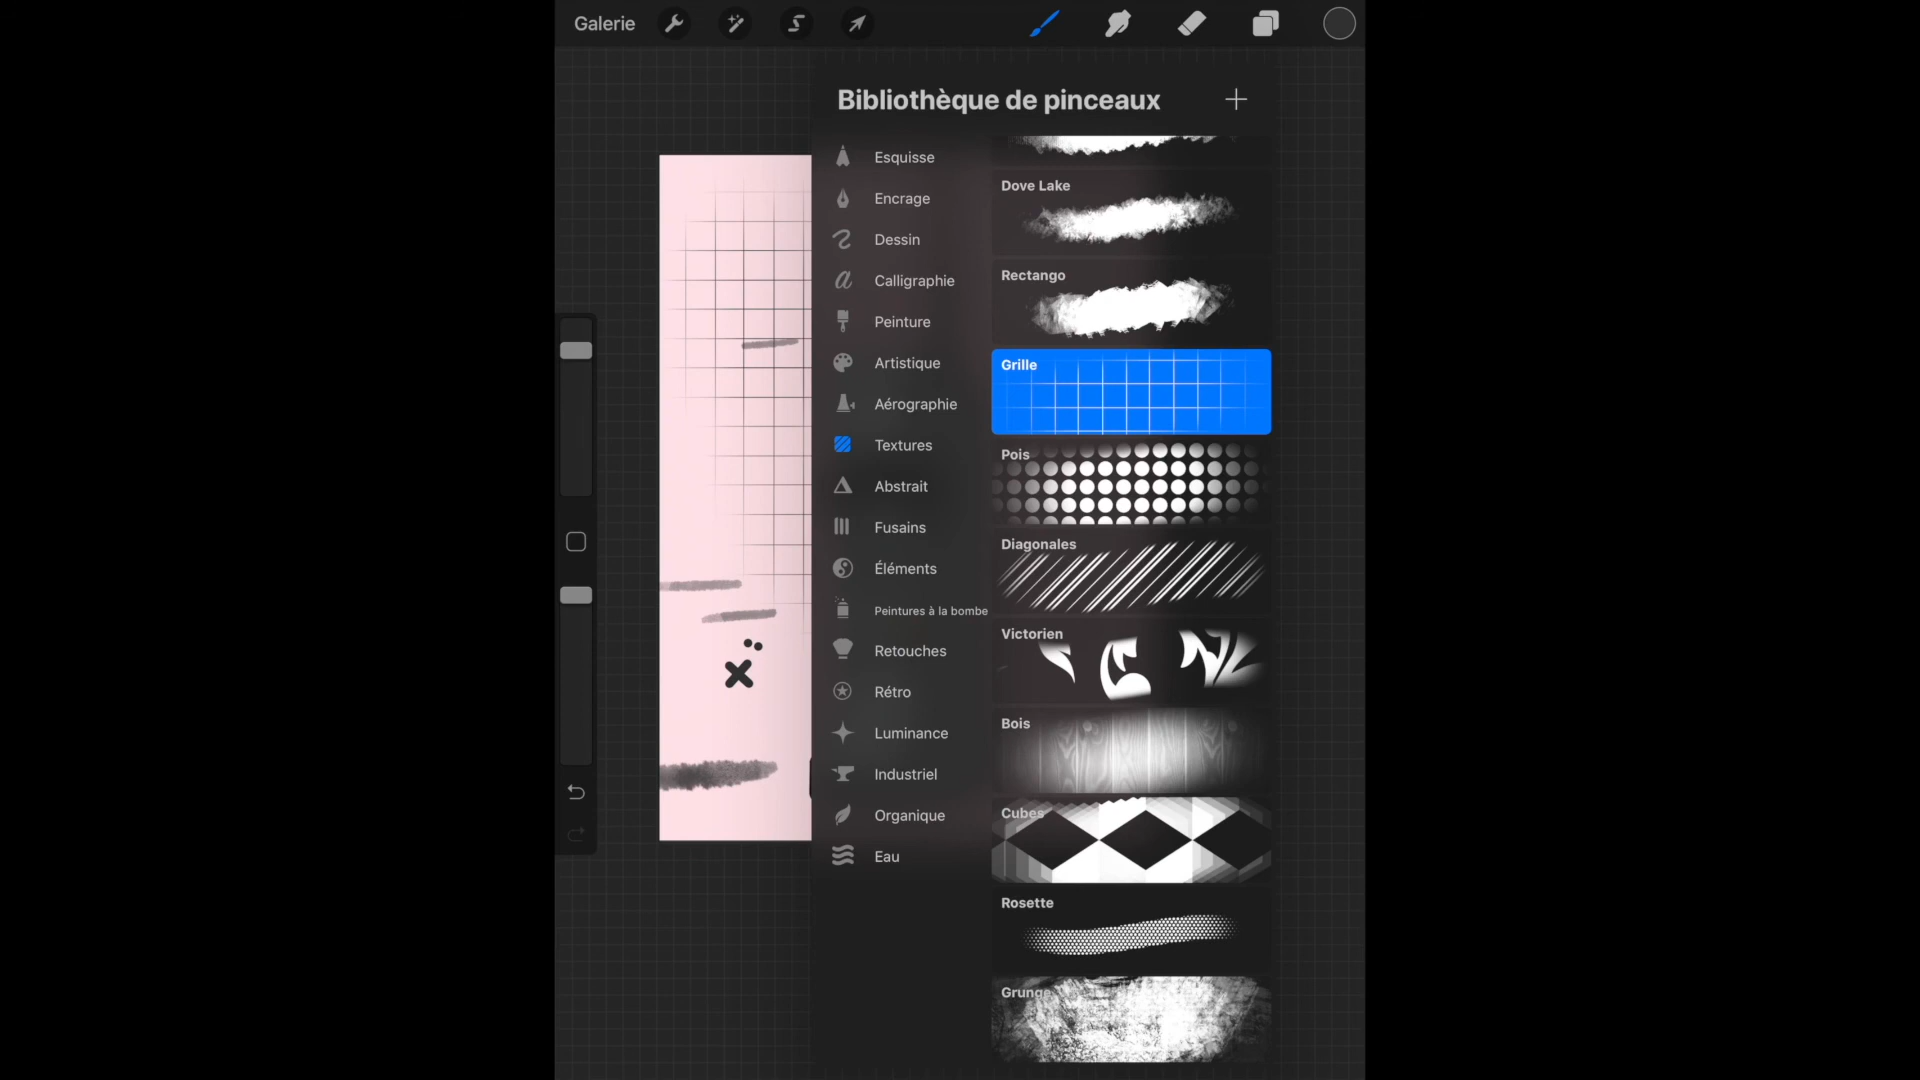 Galerie
Bibliothèque de pinceaux
Esquisse
Encrage
Dessin
Calligraphie
Peinture
Artistique
Aérographie
Textures
Abstrait
Fusains
Éléments
Peintures à la bombe
Retouches
Rétro
Luminance
Industriel
Organique
Eau
Dove Lake
Rectango
Grille
Pois
Diagonales
Victorien
Bois
Cubes
Rosette
Grunge